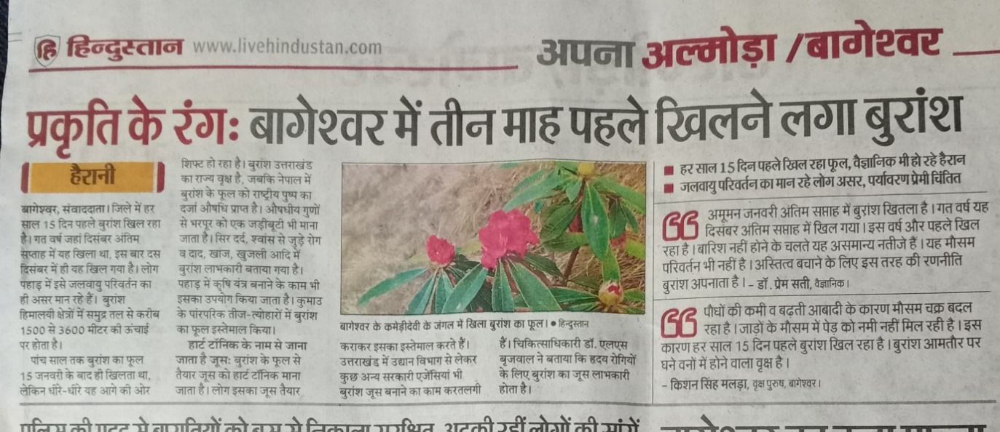 हि हिन्दुस्तान www.livehindustan.com
अपना अल्मोड़ा /बागेश्वर
प्रकृति के रंगः बागेश्वर में तीन माह पहले खिलने लगा बुरांश
हैरानी
बागेश्वर, संवाददाता। जिले में हर
साल 15 दिन पहले बुरांश खिल रहा
है। गत वर्ष जहां दिसंबर अंतिम
सप्ताह में यह खिला था, इस बार दस
दिसंबर में ही यह खिल गया है। लोग
पहाड़ में इसे जलवायु परिवर्तन का
ही असर मान रहे हैं। बुरांश
हिमालयी क्षेत्रों में समुद्र तल से करीब
1500 से 3600 मीटर की ऊंचाई
पर होता है।
पांच साल तक बुरांश का फूल
15 जनवरी के बाद ही खिलता था,
लेकिन धीरे-धीरे यह आगे की ओर
शिफ्ट हो रहा है। बुरांश उत्तराखंड
का राज्य वृक्ष है, जबकि नेपाल में
बुरांश के फूल को राष्ट्रीय पुष्प का
दर्जा औषधि प्राप्त है। औषधीय गुणों
से भरपूर को एक जड़ीबूटी भी माना
जाता है। सिर दर्द, श्वांस से जुड़े रोग
व दाद, खाज, खुजली आदि में
बुरांश लाभकारी बताया गया है।
पहाड़ में कृषि यंत्र बनाने के काम भी
इसका उपयोग किया जाता है। कुमाउ
के पारंपरिक तीज-त्योहारों में बुरांश
का फूल इस्तेमाल किया।
हार्ट टॉनिक के नाम से जाना
जाता है जूसः बुरांश के फूल से
तैयार जूस को हार्ट टॉनिक माना
जाता है। लोग इसका जूस तैयार
बागेश्वर के कमेड़ीदेवी के जंगल में खिला बुरांश का फूल। ● हिन्दुस्तान
कराकर इसका इस्तेमाल करते हैं।
उत्तराखंड में उद्यान विभाग से लेकर
कुछ अन्य सरकारी एजेंसियां भी
बुरांश जूस बनाने का काम करतलगी
हैं। चिकित्साधिकारी डॉ. एलएस
बृजवाल ने बताया कि हृदय रोगियों
के लिए बुरांश का जूस लाभकारी
होता है।
■ हर साल 15 दिन पहले खिल रहा फूल, वैज्ञानिक भी हो रहे हैरान
■ जलवायु परिवर्तन का मान रहे लोग असर, पर्यावरण प्रेमी चिंतित
अमूमन जनवरी अंतिम सप्ताह में बुरांश खितला है। गत वर्ष यह
दिसंबर अंतिम सप्ताह में खिल गया। इस वर्ष और पहले खिल
रहा है। बारिश नहीं होने के चलते यह असमान्य नतीजे हैं। यह मौसम
परिवर्तन भी नहीं है। अस्तित्व बचाने के लिए इस तरह की रणनीति
बुरांश अपनाता है। - डॉ. प्रेम सती, वैज्ञानिक।
पौधों की कमी व बढ़ती आबादी के कारण मौसम चक्र बदल
रहा है। जाड़ों के मौसम में पेड़ को नमी नहीं मिल रही है। इस
कारण हर साल 15 दिन पहले बुरांश खिल रहा है। बुरांश आमतौर पर
घने वनों में होने वाला वृक्ष है।
- किशन सिंह मलड़ा, वृक्ष पुरुष, बागेश्वर।